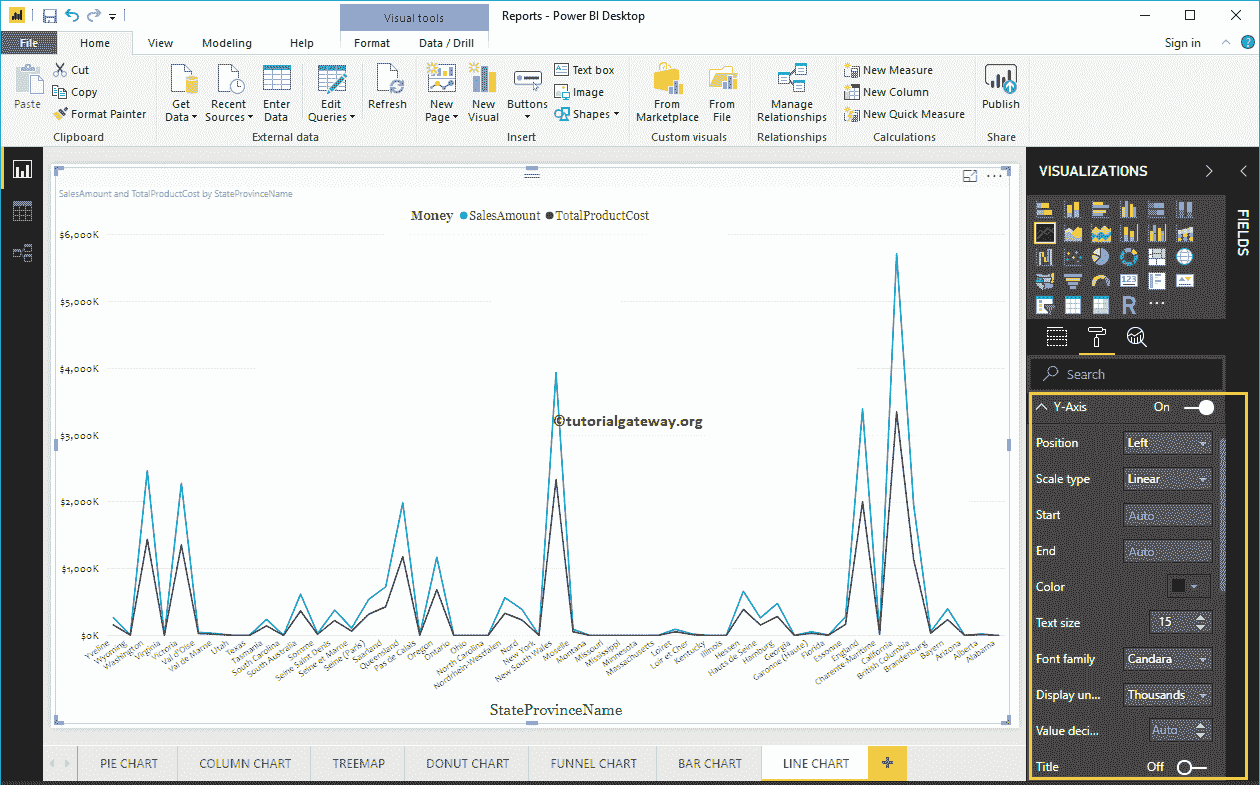 Visual tools
Reports - Power BI Desktop
File
Home
View
Modeling
Help
Format
Data / Drill
Sign in
?
Paste
Cut
Copy
Format Painter
Clipboard
Get Data
Recent Sources
Enter Data
Edit Queries
External data
Refresh
New Page
New Visual
Buttons
Text box
Image
Shapes
Insert
From Marketplace
From File
Custom visuals
Manage Relationships
Relationships
New Measure
New Column
New Quick Measure
Calculations
Publish
Share
SalesAmount and TotalProductCost by StateProvinceName
Money SalesAmount TotalProductCost
$6,000K
$5,000K
$4,000K
$3,000K
$2,000K
$1,000K
$0K
©tutorialgateway.org
Yveline
Wyoming
Washington
Virginia
Victoria
Val d'Oise
Val de Marne
Utah
Texas
Tasmania
South Carolina
South Australia
Somme
Seine Saint Denis
Seine et Marne
Seine (Paris)
Saarland
Queensland
Pas de Calais
Oregon
Ontario
Ohio
North Carolina
Nordrhein-Westfalen
Nord
New York
New South Wales
Moselle
Montana
Missouri
Mississippi
Minnesota
Massachusetts
Loiret
Loir et Cher
Kentucky
Illinois
Hessen
Hauts de Seine
Hamburg
Georgia
Garonne (Haute)
Florida
Essonne
England
Charente-Maritime
California
British Columbia
Brandenburg
Bayern
Arizona
Alberta
Alabama
StateProvinceName
PIE CHART
COLUMN CHART
TREEMAP
DONUT CHART
FUNNEL CHART
BAR CHART
LINE CHART
VISUALIZATIONS
FIELDS
123
R
Search
Y-Axis On
Position Left
Scale type Linear
Start Auto
End Auto
Color
Text size 15
Font family Candara
Display un... Thousands
Value deci... Auto
Title Off